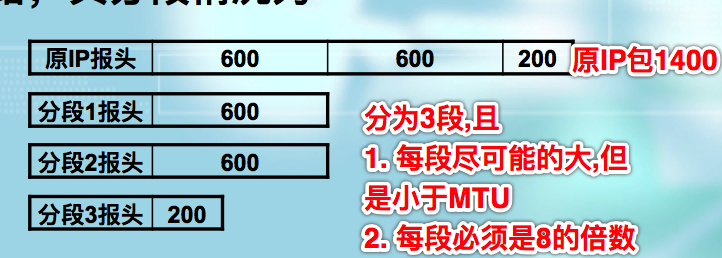 原IP报头 600 600 200 原IP包1400
分段1报头 600
分为3段,且
分段2报头 600
1. 每段尽可能的大,但
是小于MTU
分段3报头 200
2. 每段必须是8的倍数